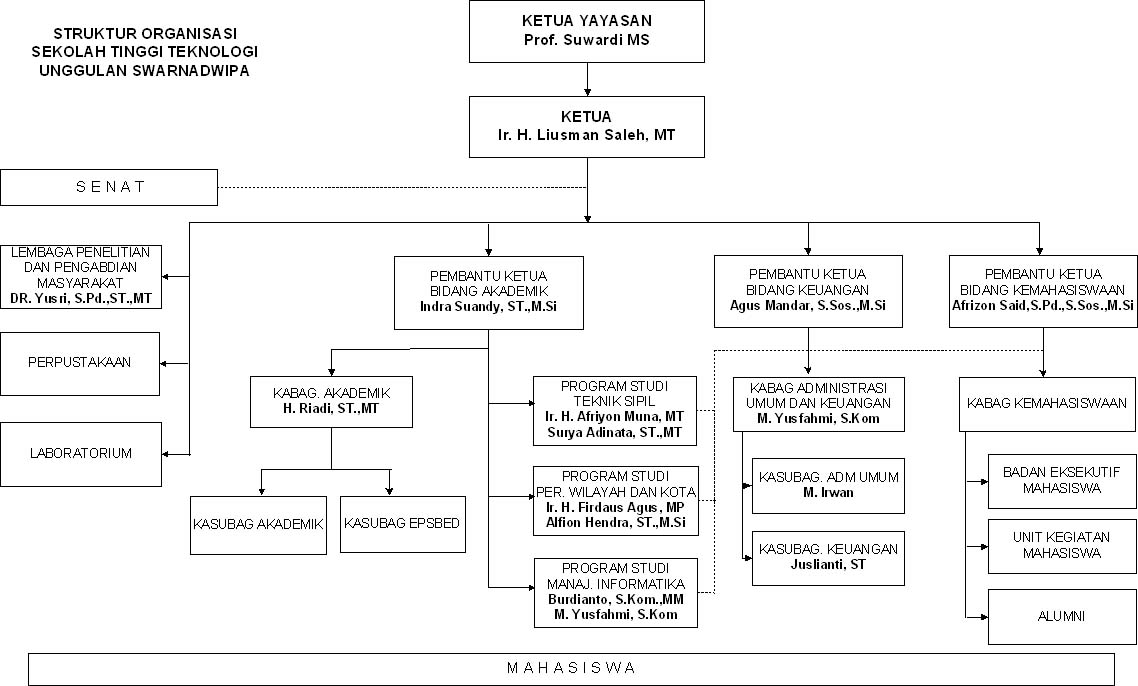 STRUKTUR ORGANISASI
SEKOLAH TINGGI TEKNOLOGI
UNGGULAN SWARNADWIPA
KETUA YAYASAN
Prof. Suwardi MS
KETUA
Ir. H. Liusman Saleh, MT
S E N A T
LEMBAGA PENELITIAN
DAN PENGABDIAN
MASYARAKAT
DR. Yusri, S.Pd.,ST.,MT
PERPUSTAKAAN
LABORATORIUM
PEMBANTU KETUA
BIDANG AKADEMIK
Indra Suandy, ST.,M.Si
PEMBANTU KETUA
BIDANG KEUANGAN
Agus Mandar, S.Sos.,M.Si
PEMBANTU KETUA
BIDANG KEMAHASISWAAN
Afrizon Said,S.Pd.,S.Sos.,M.Si
KABAG. AKADEMIK
H. Riadi, ST.,MT
KASUBAG AKADEMIK
KASUBAG EPSBED
PROGRAM STUDI
TEKNIK SIPIL
Ir. H. Afriyon Muna, MT
Surya Adinata, ST.,MT
PROGRAM STUDI
PER. WILAYAH DAN KOTA
Ir. H. Firdaus Agus, MP
Alfion Hendra, ST.,M.Si
PROGRAM STUDI
MANAJ. INFORMATIKA
Burdianto, S.Kom.,MM
M. Yusfahmi, S.Kom
KABAG ADMINISTRASI
UMUM DAN KEUANGAN
M. Yusfahmi, S.Kom
KASUBAG. ADM UMUM
M. Irwan
KASUBAG. KEUANGAN
Juslianti, ST
KABAG KEMAHASISWAAN
BADAN EKSEKUTIF
MAHASISWA
UNIT KEGIATAN
MAHASISWA
ALUMNI
M A H A S I S W A